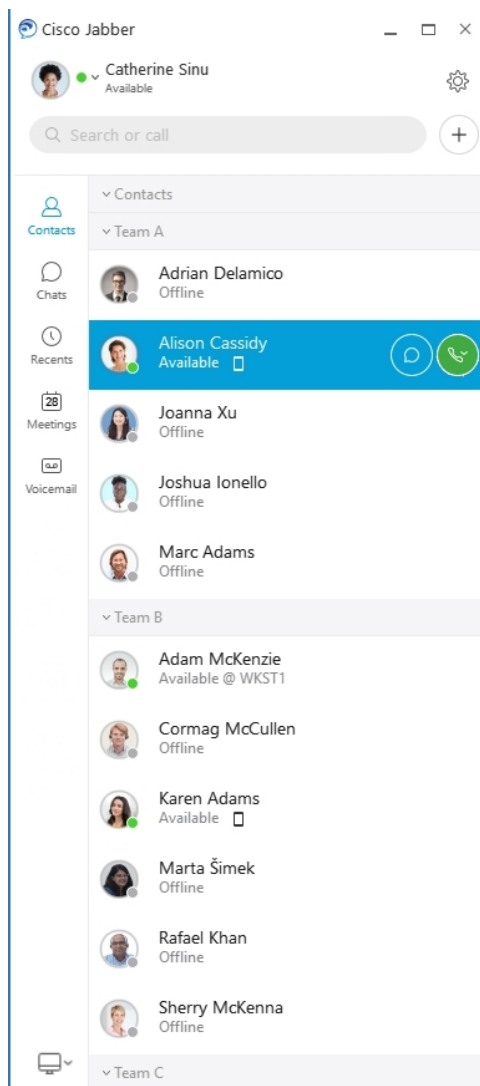 Cisco Jabber
Catherine Sinu
Available
Search or call
Contacts
Chats
Recents
28
Meetings
Voicemail
Contacts
Team A
Adrian Delamico
Offline
Alison Cassidy
Available
Joanna Xu
Offline
Joshua Ionello
Offline
Marc Adams
Offline
Team B
Adam McKenzie
Available @ WKST1
Cormag McCullen
Offline
Karen Adams
Available
Marta Šimek
Offline
Rafael Khan
Offline
Sherry McKenna
Offline
Team C